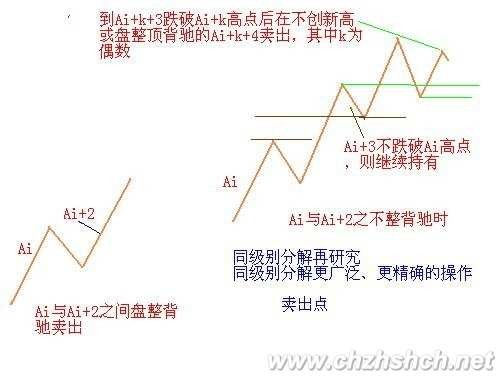 到Ai+k+3跌破Ai+k高点后在不创新高
或盘整顶背驰的Ai+k+4卖出，其中k为
偶数
Ai+3不跌破Ai高点
，则继续持有
Ai
Ai+2
Ai与Ai+2之不整背驰时
Ai
同级别分解再研究
同级别分解更广泛、更精确的操作
Ai与Ai+2之间盘整背
驰卖出
卖出点
www.chzhshch.net